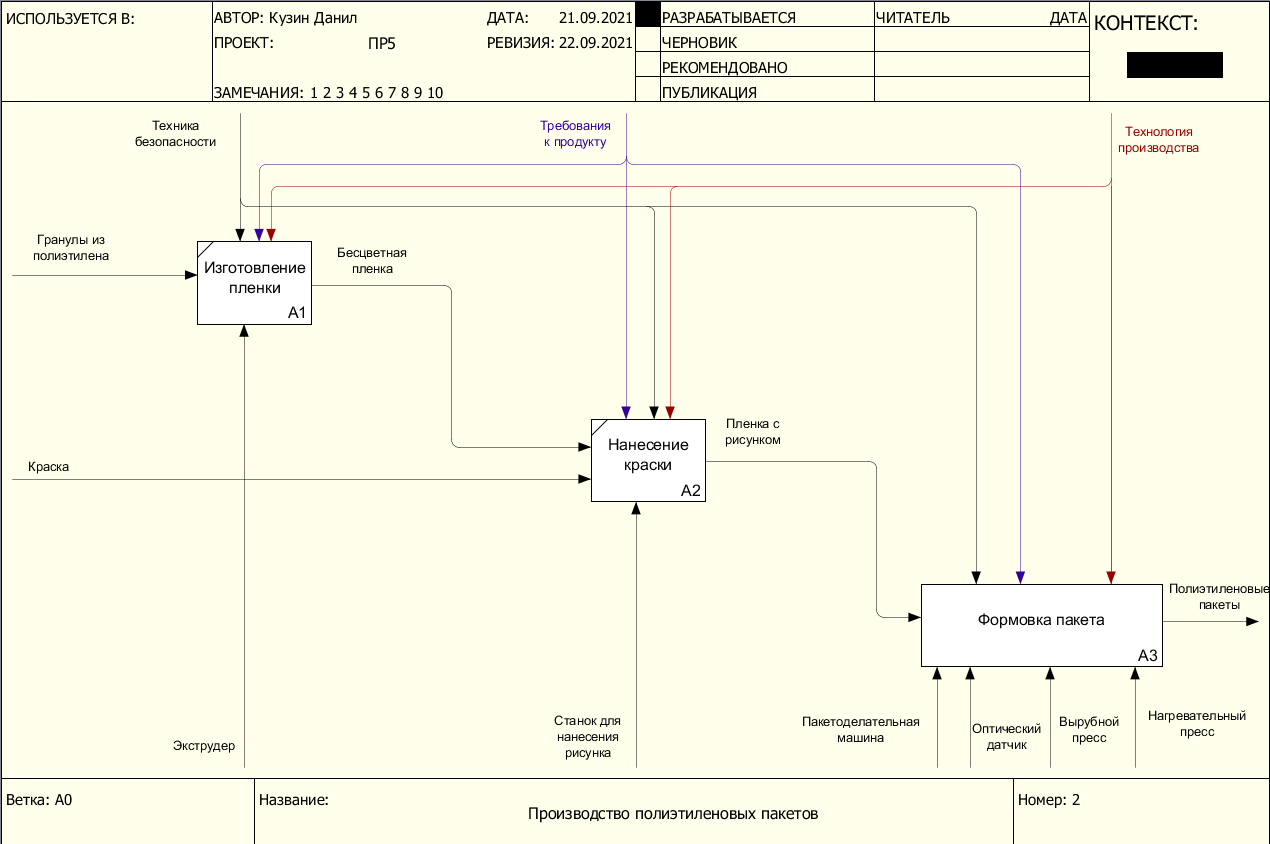 ИСПОЛЬЗУЕТСЯ В:
АВТОР: Кузин Данил
ДАТА: 21.09.2021
ПРОЕКТ: ПР5
РЕВИЗИЯ: 22.09.2021
ЗАМЕЧАНИЯ: 1 2 3 4 5 6 7 8 9 10
РАЗРАБАТЫВАЕТСЯ
ЧЕРНОВИК
РЕКОМЕНДОВАНО
ПУБЛИКАЦИЯ
ЧИТАТЕЛЬ
ДАТА
КОНТЕКСТ:
Техника
безопасности
Требования
к продукту
Технология
производства
Гранулы из
полиэтилена
Изготовление
пленки
A1
Бесцветная
пленка
Краска
Нанесение
краски
A2
Пленка с
рисунком
Формовка пакета
A3
Полиэтиленовые
пакеты
Экструдер
Станок для
нанесения
рисунка
Пакетоделательная
машина
Оптический
датчик
Вырубной
пресс
Нагревательный
пресс
Ветка: A0
Название:
Производство полиэтиленовых пакетов
Номер: 2